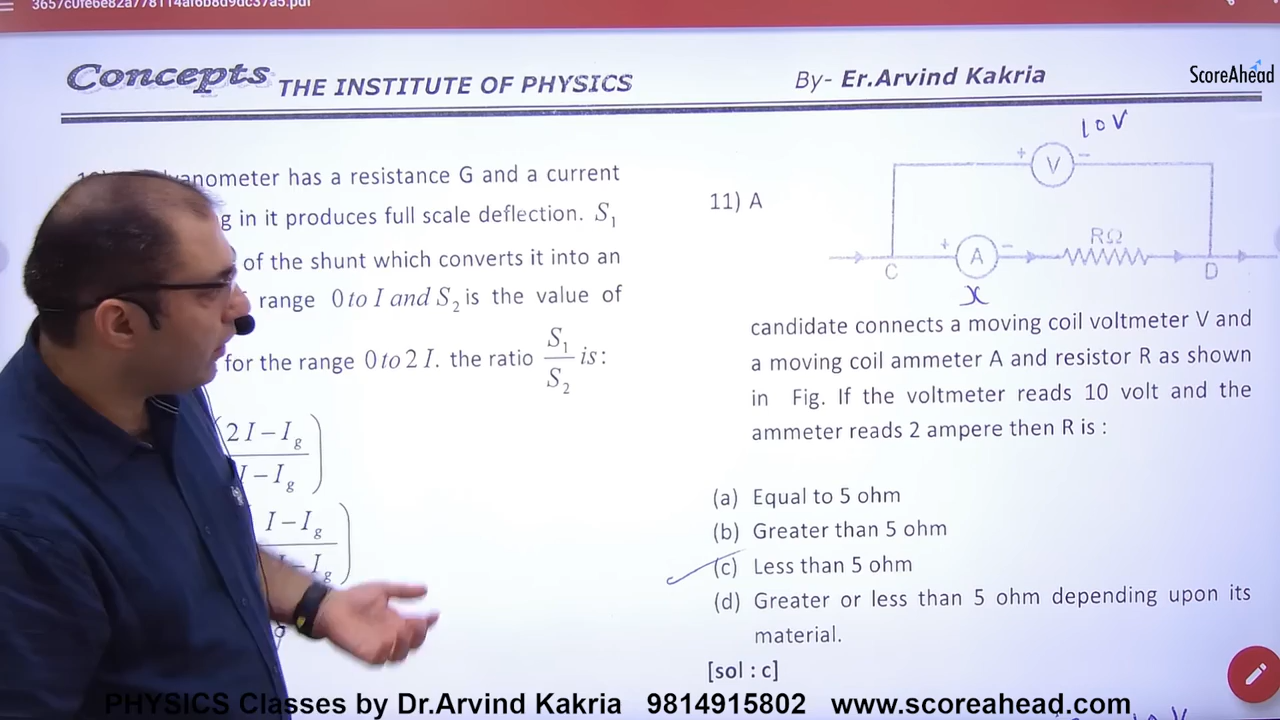 3657c0fe6e82a778114af6b8d9dc37a5.pdf
Concepts THE INSTITUTE OF PHYSICS
By- Er.Arvind Kakria
ScoreAhead
nometer has a resistance G and a current
g in it produces full scale deflection. S₁
of the shunt which converts it into an
range 0 to I and S₂ is the value of
for the range 0 to 2 I. the ratio S₁/S₂ is:
2I – I_g
I – I_g
I – I_g
– I_g
11) A
10V
+ V –
+ A –
RΩ
C
D
x
candidate connects a moving coil voltmeter V and
a moving coil ammeter A and resistor R as shown
in Fig. If the voltmeter reads 10 volt and the
ammeter reads 2 ampere then R is :
(a) Equal to 5 ohm
(b) Greater than 5 ohm
(c) Less than 5 ohm
(d) Greater or less than 5 ohm depending upon its
material.
[sol : c]
PHYSICS Classes by Dr.Arvind Kakria 9814915802 www.scoreahead.com